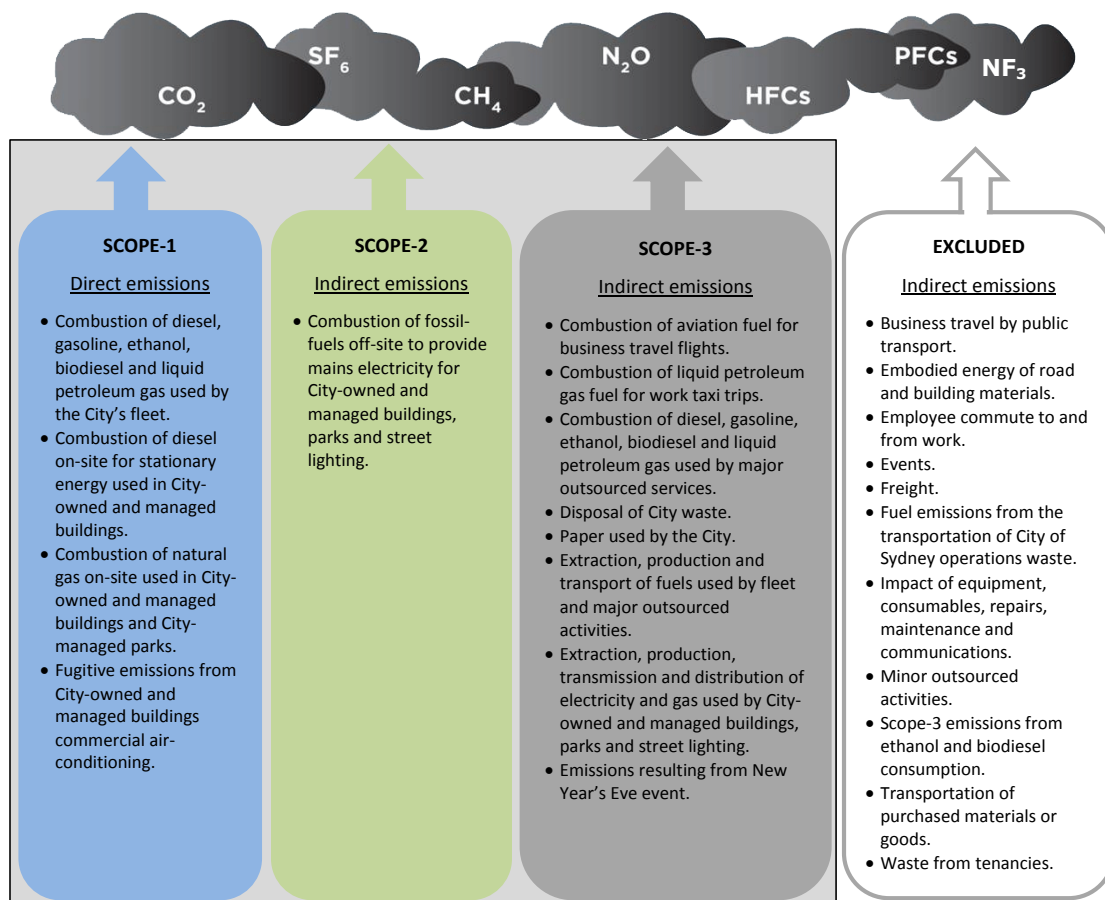 SF₆
N₂O
PFCs
NF₃
CO₂
CH₄
HFCs
SCOPE-1
Direct emissions
• Combustion of diesel,
gasoline, ethanol,
biodiesel and liquid
petroleum gas used by
the City’s fleet.
• Combustion of diesel
on-site for stationary
energy used in City-
owned and managed
buildings.
• Combustion of natural
gas on-site used in City-
owned and managed
buildings and City-
managed parks.
• Fugitive emissions from
City-owned and
managed buildings
commercial air-
conditioning.
SCOPE-2
Indirect emissions
• Combustion of fossil-
fuels off-site to provide
mains electricity for
City-owned and
managed buildings,
parks and street
lighting.
SCOPE-3
Indirect emissions
• Combustion of aviation fuel for
business travel flights.
• Combustion of liquid petroleum
gas fuel for work taxi trips.
• Combustion of diesel, gasoline,
ethanol, biodiesel and liquid
petroleum gas used by major
outsourced services.
• Disposal of City waste.
• Paper used by the City.
• Extraction, production and
transport of fuels used by fleet
and major outsourced
activities.
• Extraction, production,
transmission and distribution of
electricity and gas used by City-
owned and managed buildings,
parks and street lighting.
• Emissions resulting from New
Year’s Eve event.
EXCLUDED
Indirect emissions
• Business travel by public
transport.
• Embodied energy of road
and building materials.
• Employee commute to and
from work.
• Events.
• Freight.
• Fuel emissions from the
transportation of City of
Sydney operations waste.
• Impact of equipment,
consumables, repairs,
maintenance and
communications.
• Minor outsourced
activities.
• Scope-3 emissions from
ethanol and biodiesel
consumption.
• Transportation of
purchased materials or
goods.
• Waste from tenancies.